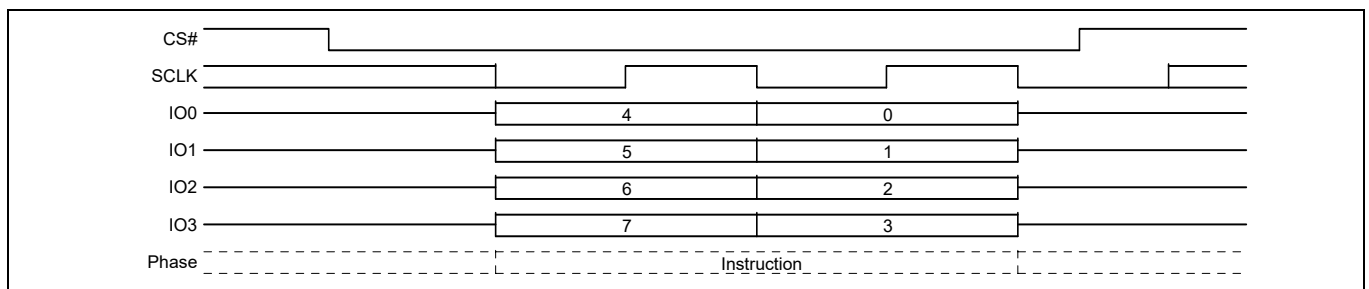 CS#
SCLK
IO0 4 0
IO1 5 1
IO2 6 2
IO3 7 3
Phase Instruction